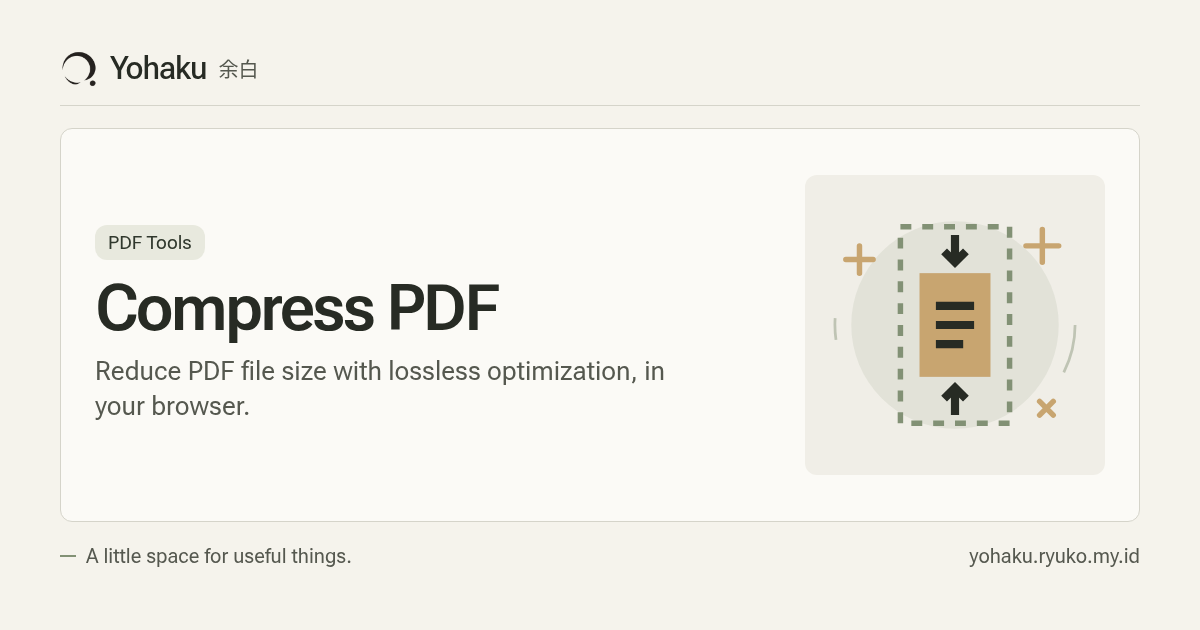 Yohaku 余白
PDF Tools
Compress PDF
Reduce PDF file size with lossless optimization, in
your browser.
— A little space for useful things.
yohaku.ryuko.my.id